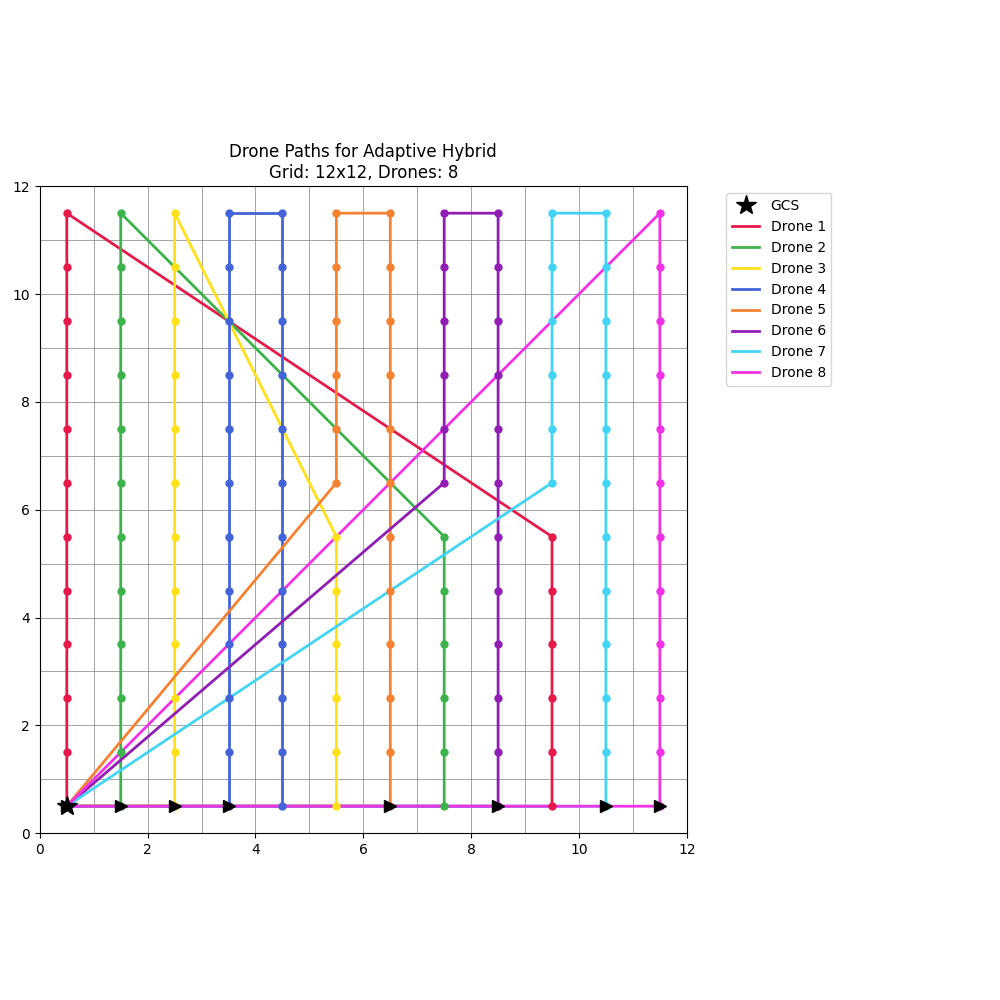 Drone Paths for Adaptive Hybrid
Grid: 12x12, Drones: 8
12
10
8
6
4
2
0
0 2 4 6 8 10 12
GCS
Drone 1
Drone 2
Drone 3
Drone 4
Drone 5
Drone 6
Drone 7
Drone 8